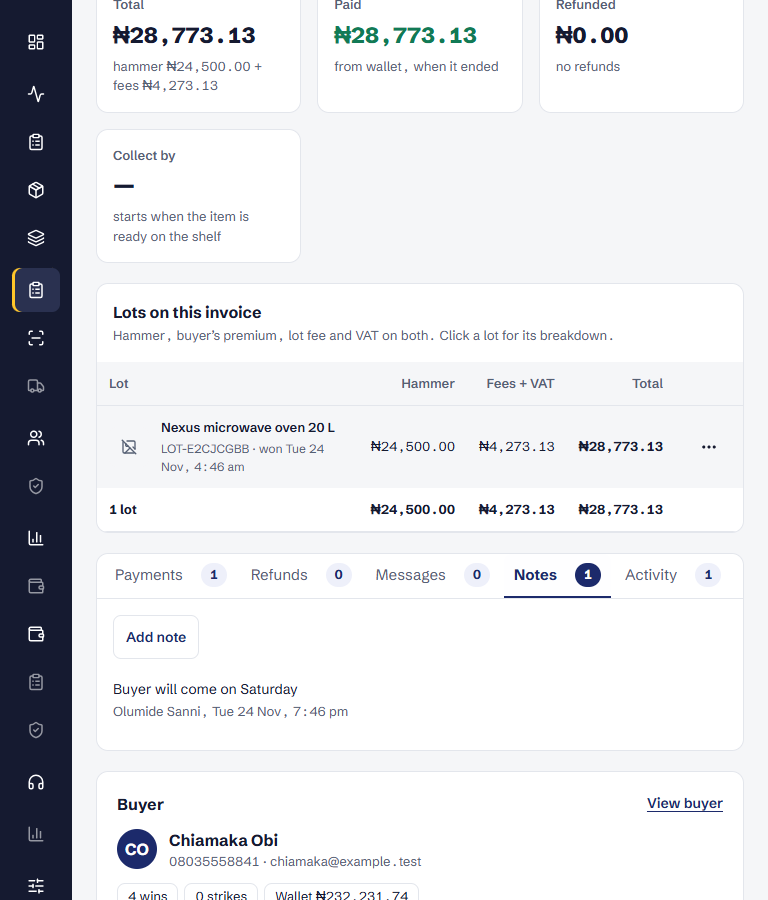 Total
₦28,773.13
hammer ₦24,500.00 +
fees ₦4,273.13
Paid
₦28,773.13
from wallet, when it ended
Refunded
₦0.00
no refunds
Collect by
—
starts when the item is
ready on the shelf
Lots on this invoice
Hammer, buyer’s premium, lot fee and VAT on both. Click a lot for its breakdown.
Lot Hammer Fees + VAT Total
Nexus microwave oven 20 L
LOT-E2CJCGBB · won Tue 24
Nov, 4:46 am
₦24,500.00 ₦4,273.13 ₦28,773.13
1 lot ₦24,500.00 ₦4,273.13 ₦28,773.13
Payments 1 Refunds 0 Messages 0 Notes 1 Activity 1
Add note
Buyer will come on Saturday
Olumide Sanni, Tue 24 Nov, 7:46 pm
Buyer View buyer
CO
Chiamaka Obi
08035558841 · chiamaka@example.test
4 wins 0 strikes Wallet ₦232,231.74